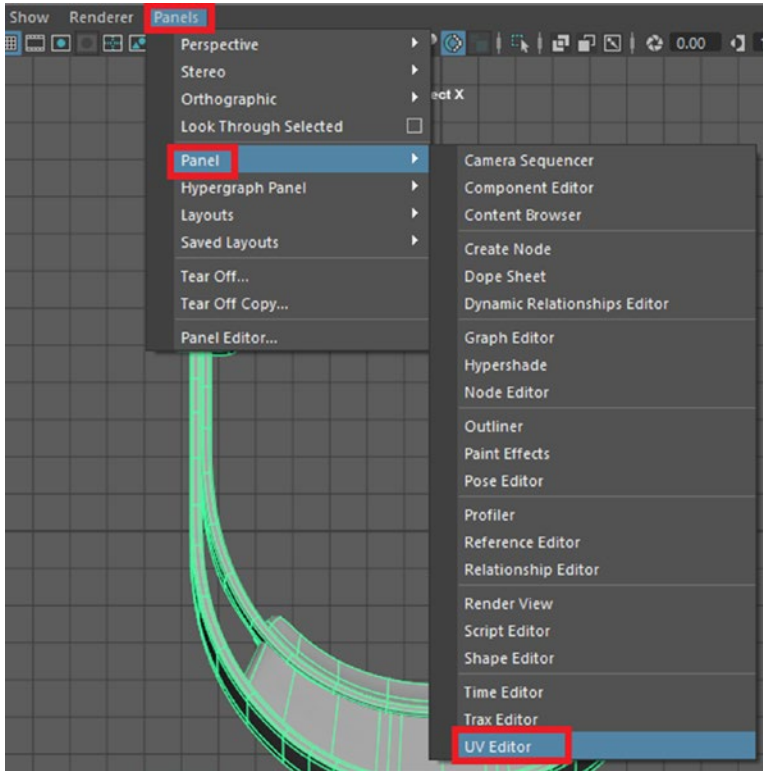 Show Renderer Panels
0.00
Perspective
Stereo
Orthographic
Look Through Selected
Panel
Hypergraph Panel
Layouts
Saved Layouts
Tear Off...
Tear Off Copy...
Panel Editor...
ect X
Camera Sequencer
Component Editor
Content Browser
Create Node
Dope Sheet
Dynamic Relationships Editor
Graph Editor
Hypershade
Node Editor
Outliner
Paint Effects
Pose Editor
Profiler
Reference Editor
Relationship Editor
Render View
Script Editor
Shape Editor
Time Editor
Trax Editor
UV Editor